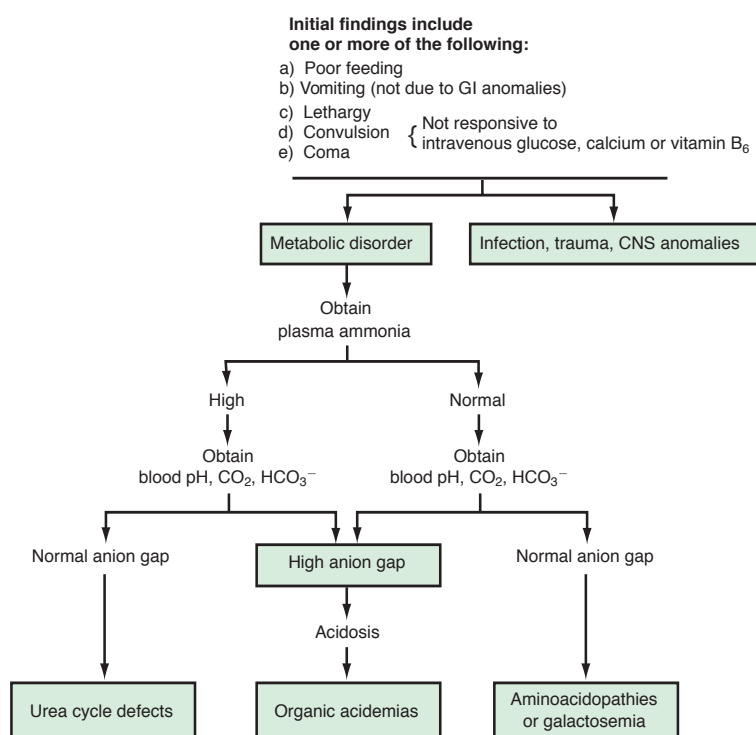 Initial findings include
one or more of the following:
a) Poor feeding
b) Vomiting (not due to GI anomalies)
c) Lethargy
d) Convulsion
e) Coma
{ Not responsive to
intravenous glucose, calcium or vitamin B₆
Metabolic disorder
Infection, trauma, CNS anomalies
Obtain
plasma ammonia
High
Normal
Obtain
blood pH, CO₂, HCO₃⁻
Obtain
blood pH, CO₂, HCO₃⁻
Normal anion gap
High anion gap
Normal anion gap
Acidosis
Urea cycle defects
Organic acidemias
Aminoacidopathies
or galactosemia